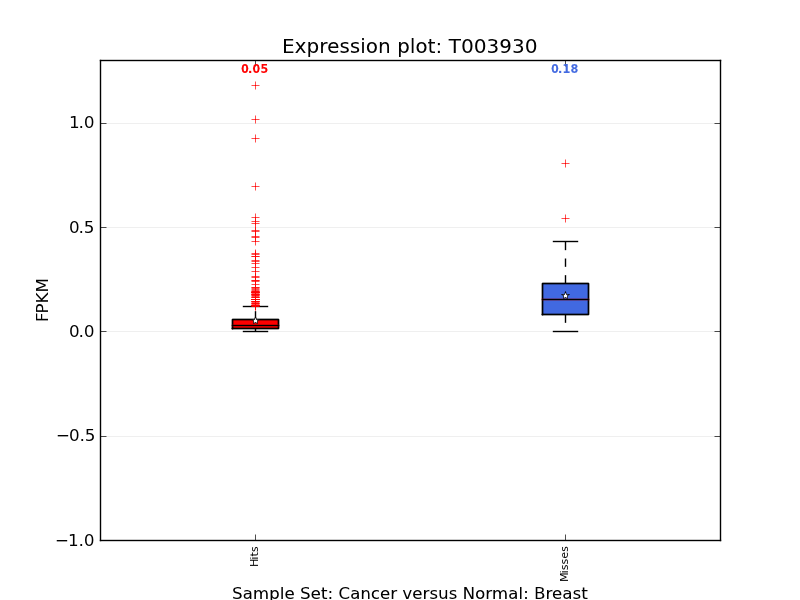 Expression plot: T003930
0.05
0.18
1.0
0.5
0.0
−0.5
−1.0
FPKM
Hits
Misses
Sample Set: Cancer versus Normal: Breast